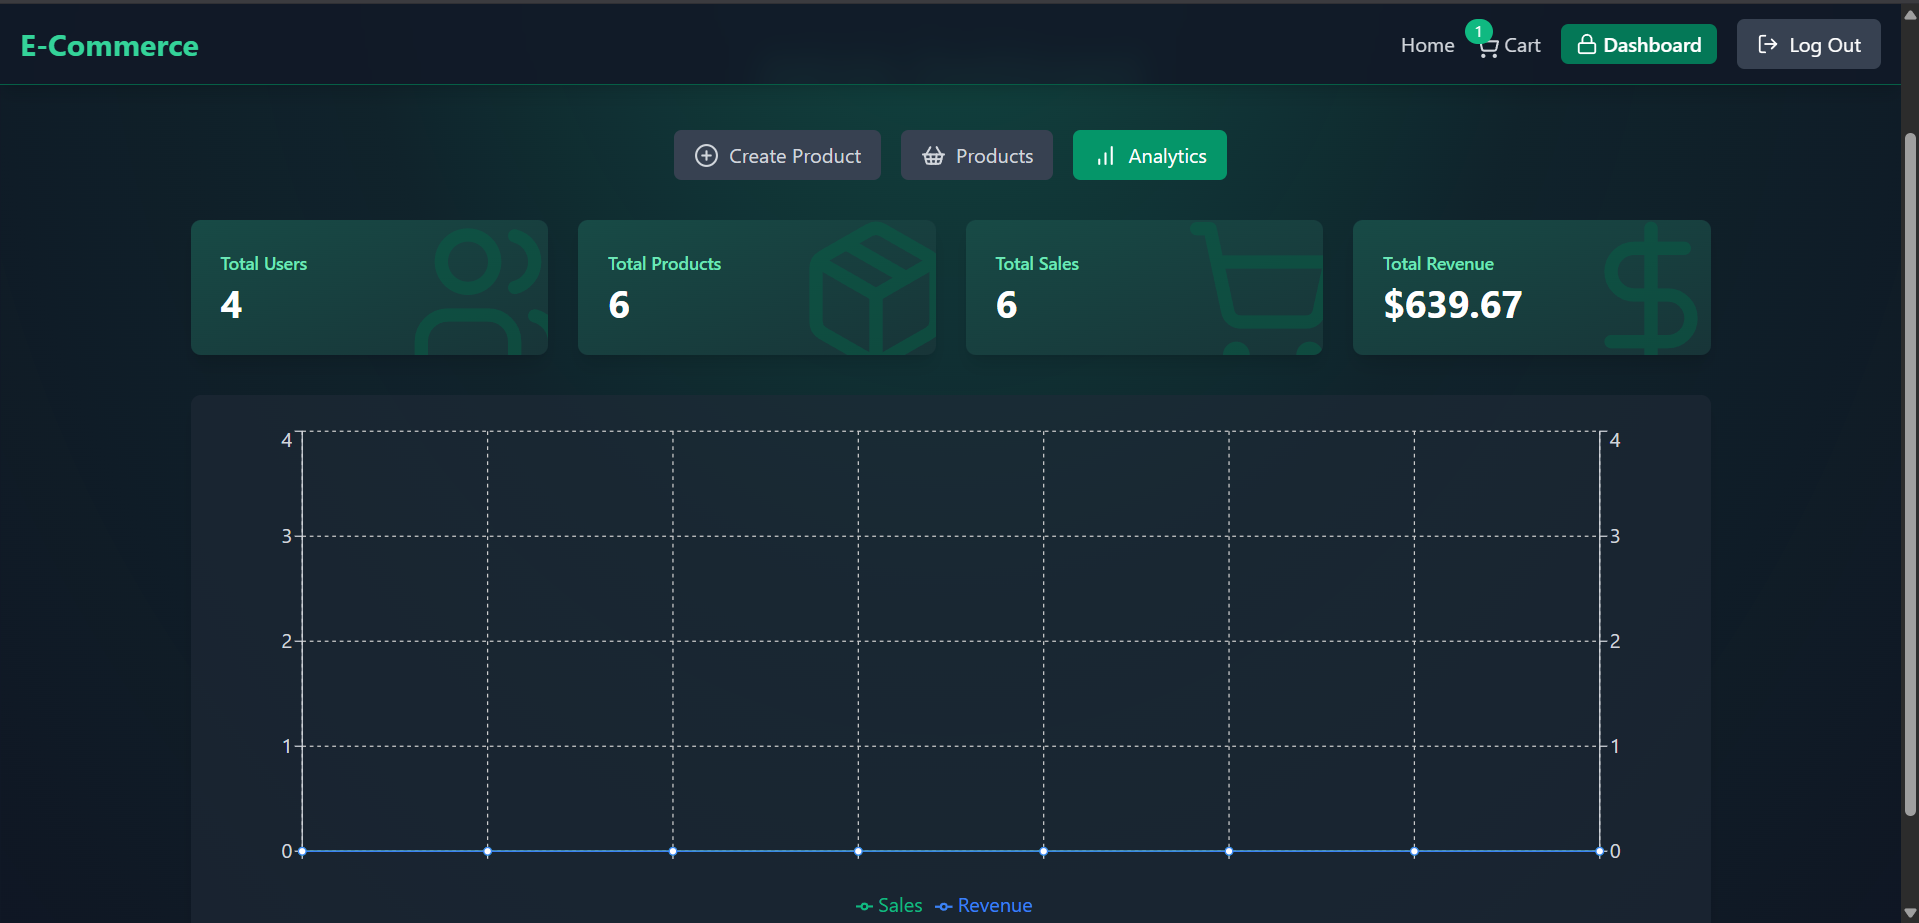 E-Commerce
Home
1
Cart
Dashboard
Log Out
Create Product
Products
Analytics
Total Users
4
Total Products
6
Total Sales
6
Total Revenue
$639.67
4
3
2
1
0
4
3
2
1
0
Sales
Revenue